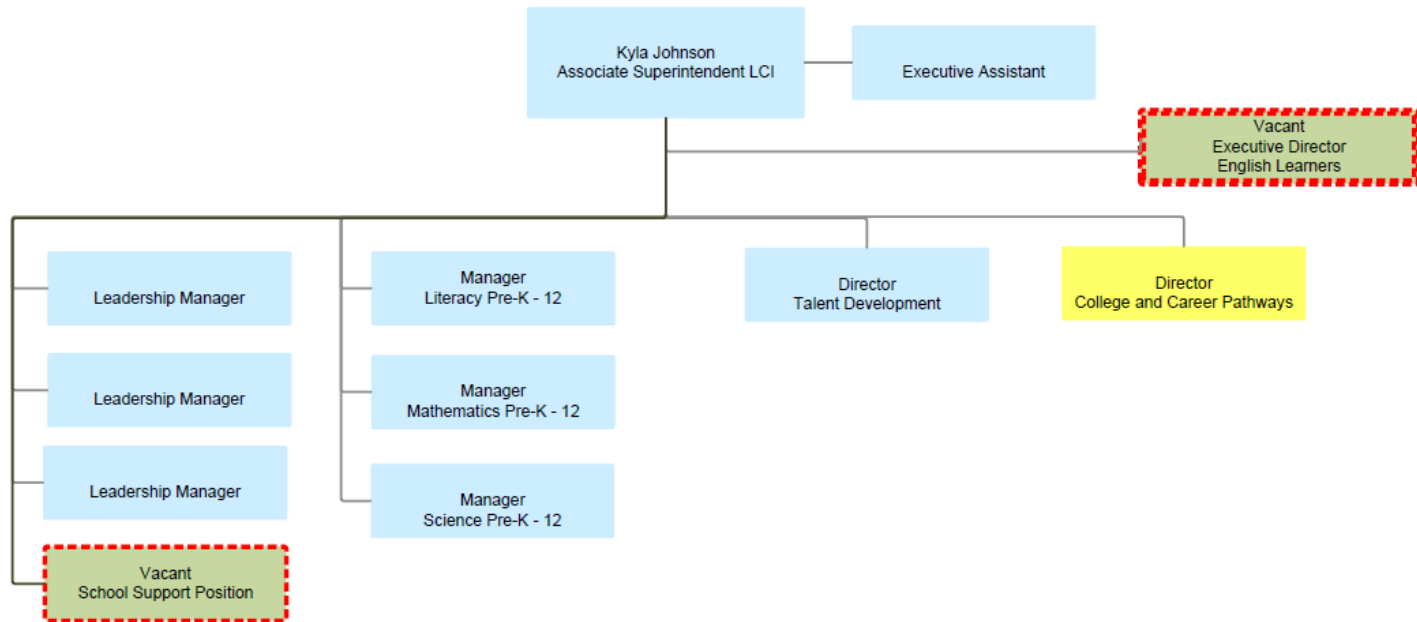 Kyla Johnson
Associate Superintendent LCI
Executive Assistant
Vacant
Executive Director
English Learners
Leadership Manager
Leadership Manager
Leadership Manager
Vacant
School Support Position
Manager
Literacy Pre-K - 12
Manager
Mathematics Pre-K - 12
Manager
Science Pre-K - 12
Director
Talent Development
Director
College and Career Pathways